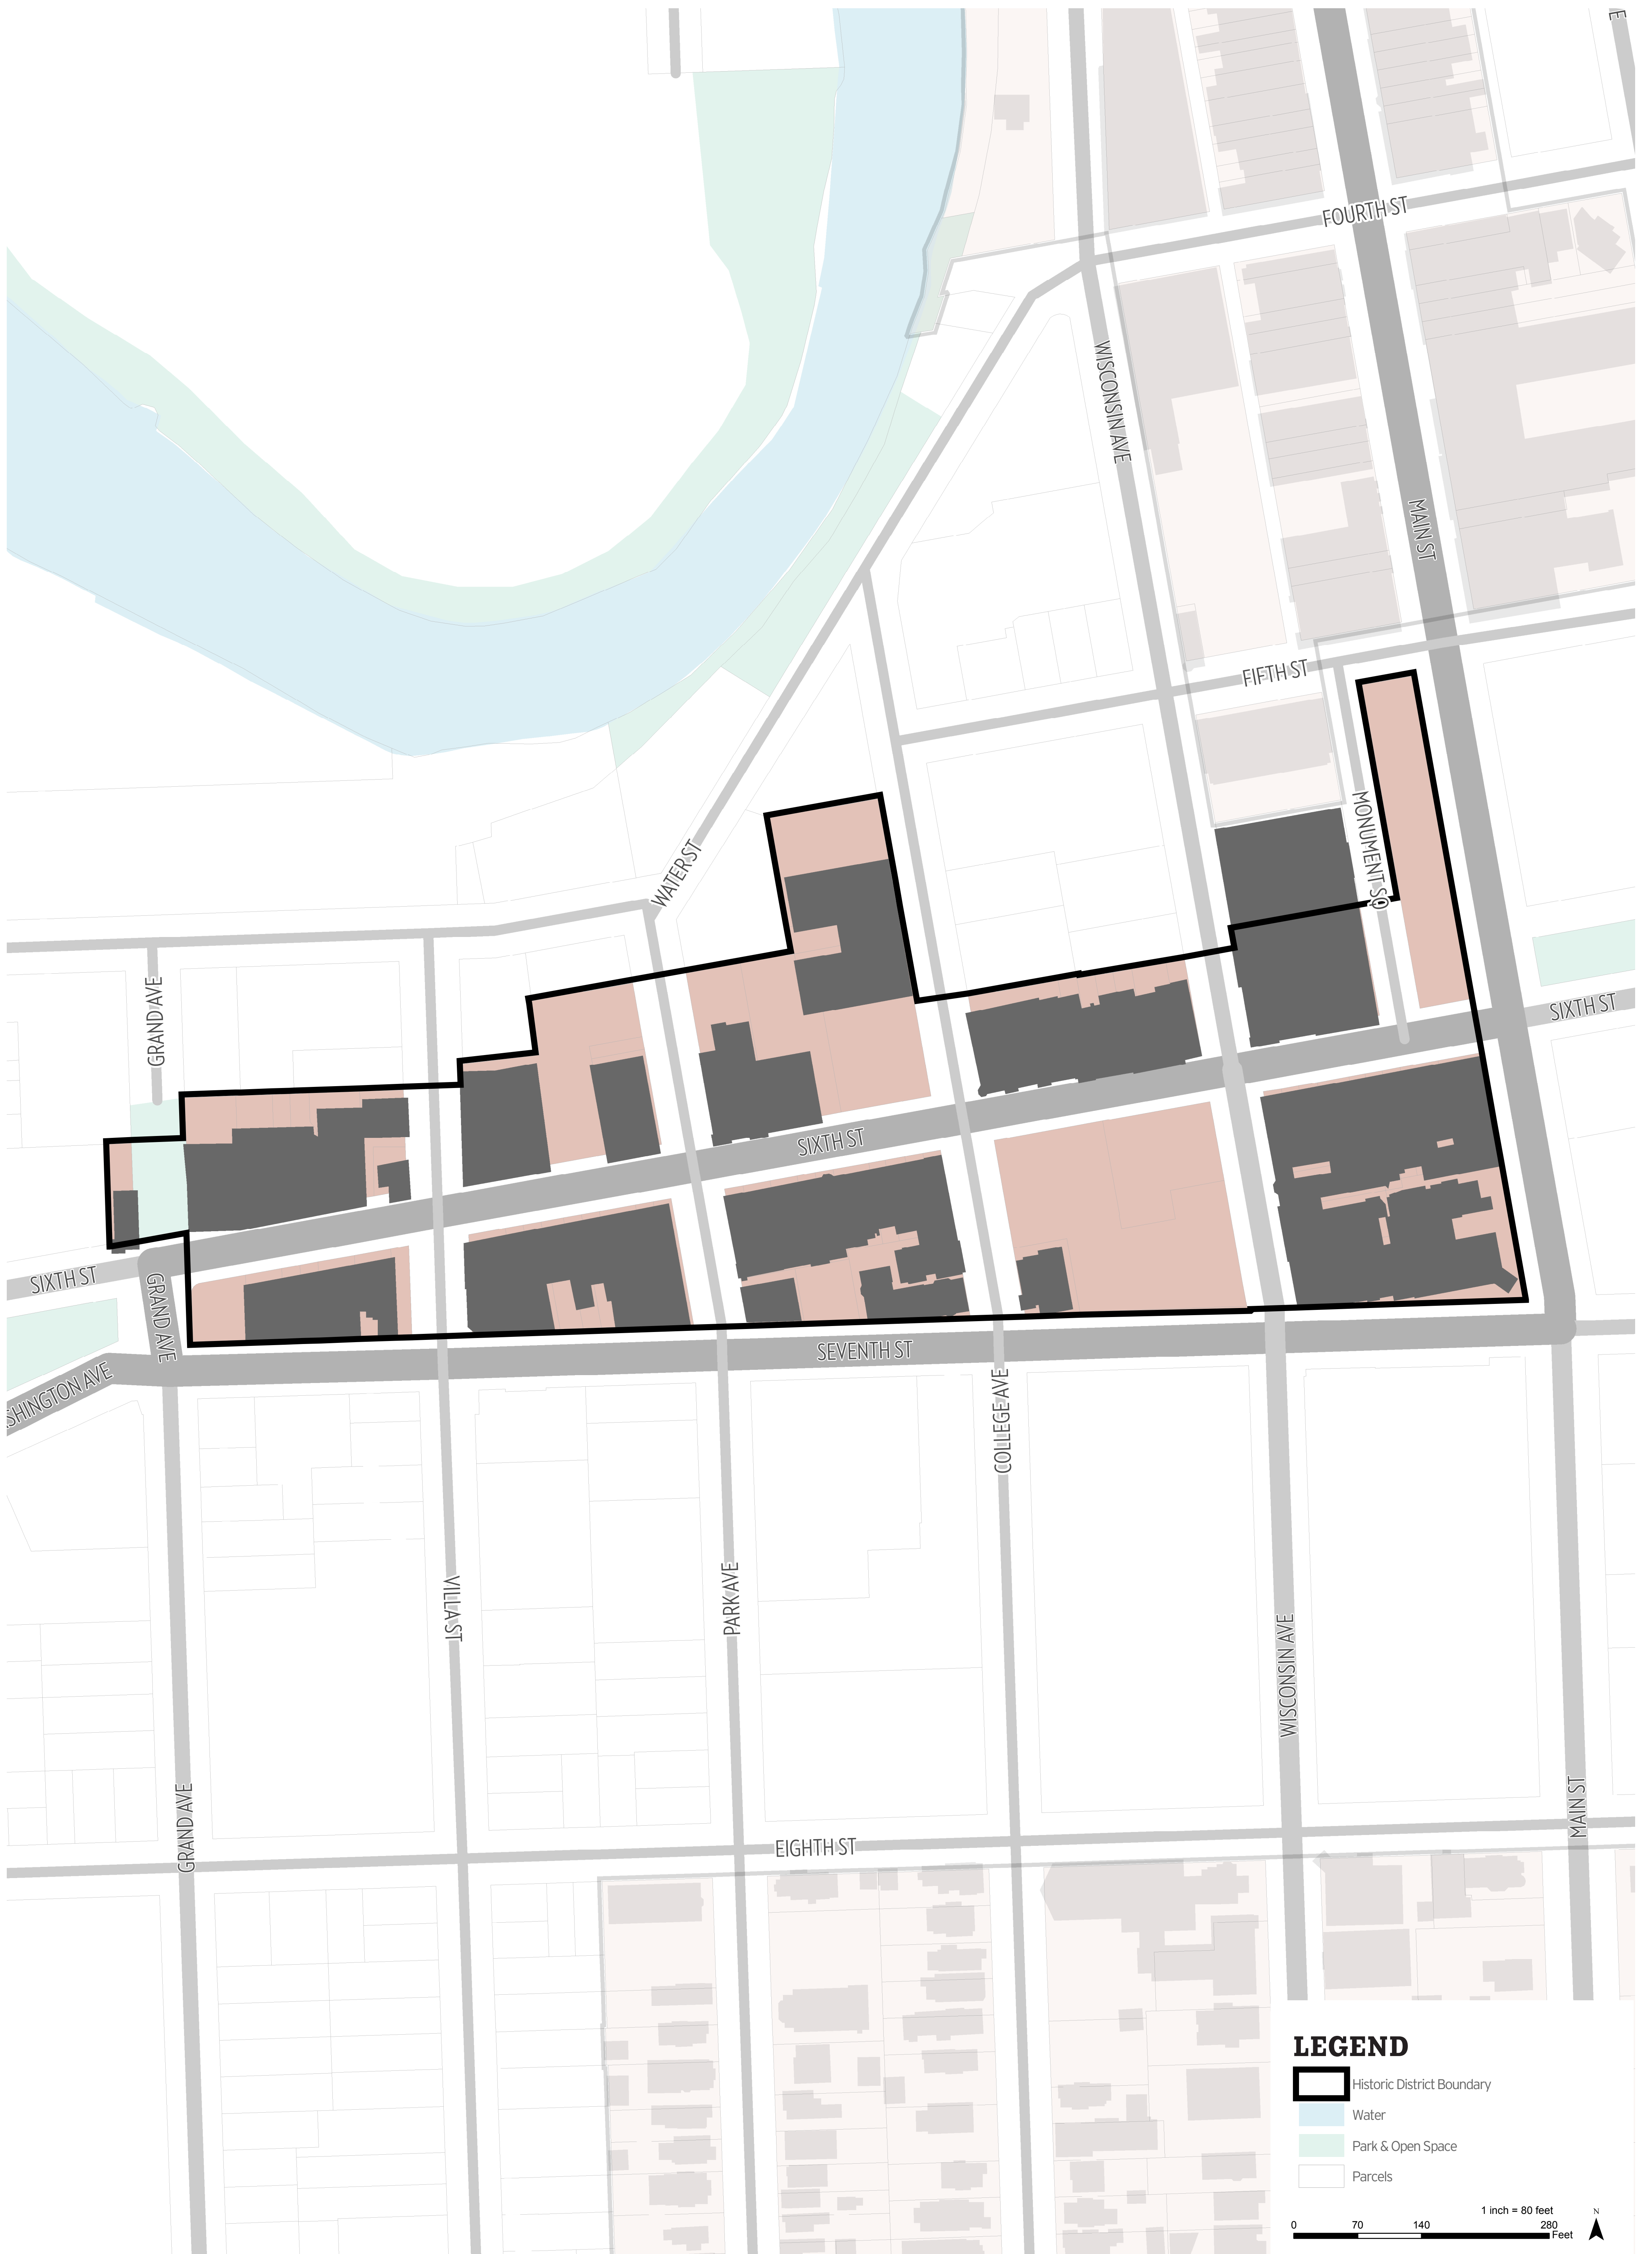 E
FOURTH ST
WISCONSIN AVE
MAIN ST
FIFTH ST
MONUMENT SQ
WATER ST
GRAND AVE
SIXTH ST
SIXTH ST
SIXTH ST
GRAND AVE
SEVENTH ST
SHINGTON AVE
COLLEGE AVE
VILLA ST
PARK AVE
WISCONSIN AVE
GRAND AVE
MAIN ST
EIGHTH ST
LEGEND
Historic District Boundary
Water
Park & Open Space
Parcels
1 inch = 80 feet
N
0 70 140 280
Feet